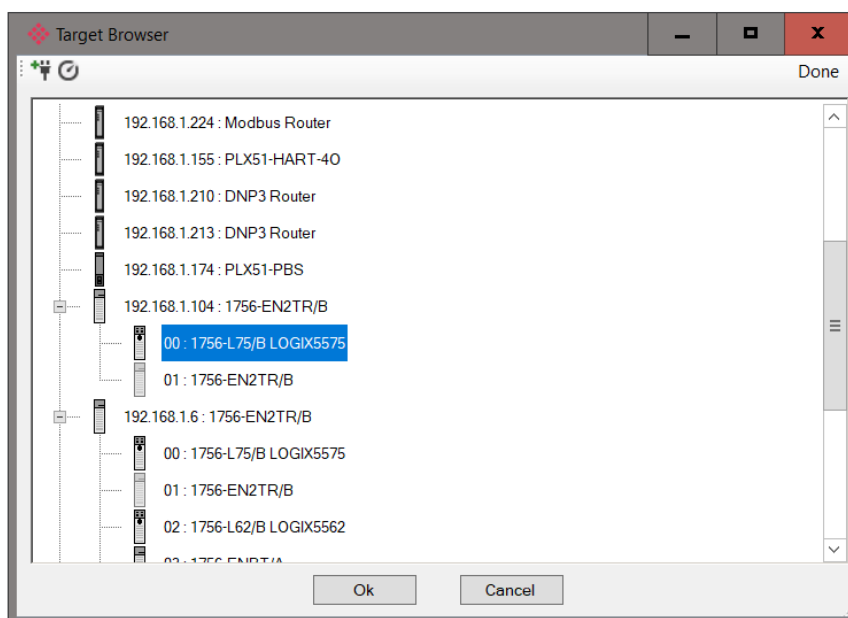 Target Browser
Done
192.168.1.224 : Modbus Router
192.168.1.155 : PLX51-HART-4O
192.168.1.210 : DNP3 Router
192.168.1.213 : DNP3 Router
192.168.1.174 : PLX51-PBS
192.168.1.104 : 1756-EN2TR/B
00 : 1756-L75/B LOGIX5575
01 : 1756-EN2TR/B
192.168.1.6 : 1756-EN2TR/B
00 : 1756-L75/B LOGIX5575
01 : 1756-EN2TR/B
02 : 1756-L62/B LOGIX5562
03 : 1756-ENBT/A
Ok Cancel